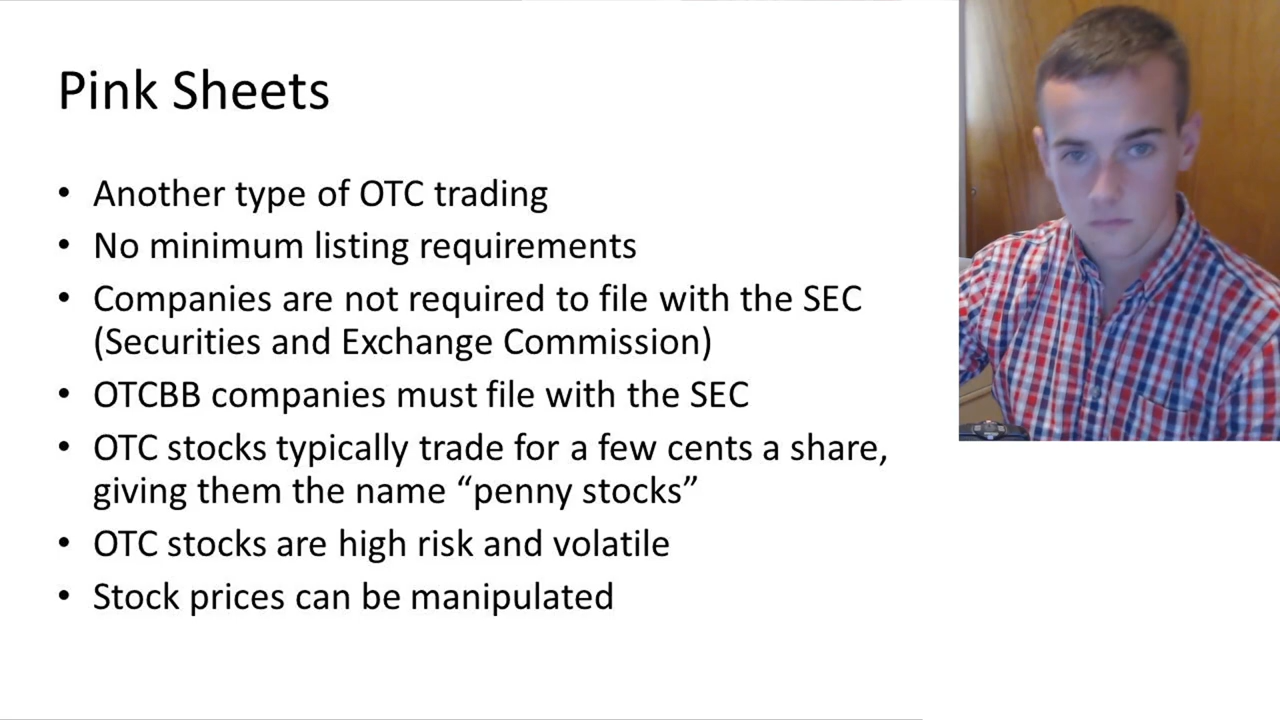 Pink Sheets
• Another type of OTC trading
• No minimum listing requirements
• Companies are not required to file with the SEC
(Securities and Exchange Commission)
• OTCBB companies must file with the SEC
• OTC stocks typically trade for a few cents a share,
giving them the name “penny stocks”
• OTC stocks are high risk and volatile
• Stock prices can be manipulated